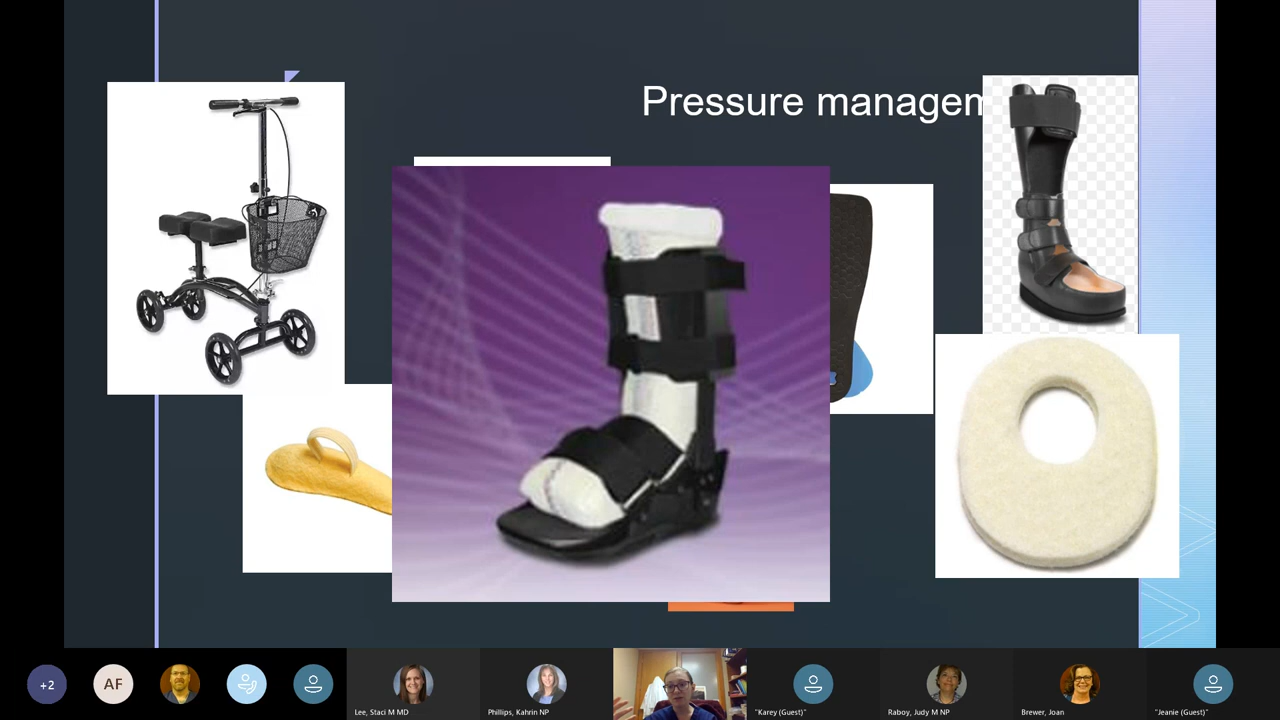 Pressure managem
+2
AF
Lee, Staci M MD
Phillips, Kahrin NP
"Karey (Guest)"
Raboy, Judy M NP
Brewer, Joan
"Jeanie (Guest)"